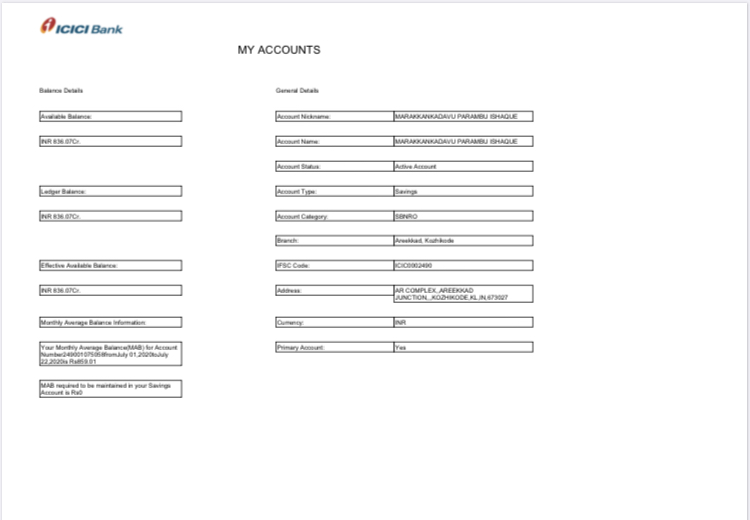 ICICI Bank
MY ACCOUNTS
Balance Details
Available Balance:
INR 836.07Cr.
Ledger Balance:
INR 836.07Cr.
Effective Available Balance:
INR 836.07Cr.
Monthly Average Balance Information:
Your Monthly Average Balance(MAB) for Account
July 01,2020toJuly
22,2020is Rs859.01
MAB required to be maintained in your Savings
Account is Rs0
General Details
Account Nickname: MARAKKANKADAVU PARAMBU ISHAQUE
Account Name: MARAKKANKADAVU PARAMBU ISHAQUE
Account Status: Active Account
Account Type: Savings
Account Category: SBNRO
Branch: Areekkad, Kozhikode
IFSC Code: ICIC0002490
Address: AR COMPLEX,,AREEKKAD
JUNCTION,,,KOZHIKODE,KL,IN,673027
Currency: INR
Primary Account: Yes